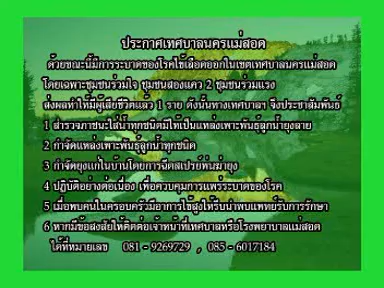 ประกาศเทศบาลนครแม่สอด
ด้วยขณะนี้มีการระบาดของโรคไข้เลือดออกในเขตเทศบาลนครแม่สอด
โดยเฉพาะชุมชนร่วมใจ ชุมชนสองแคว 2 ชุมชนร่วมแรง
ส่งผลทำให้มีผู้เสียชีวิตแล้ว 1 ราย ดังนั้นทางเทศบาลฯ จึงประชาสัมพันธ์
1 สำรวจภาชนะใส่น้ำทุกชนิดมิให้เป็นแหล่งเพาะพันธุ์ลูกน้ำยุงลาย
2 กำจัดแหล่งเพาะพันธุ์ลูกน้ำทุกชนิด
3 กำจัดยุงแก่ในบ้านโดยการฉีดสเปรย์พ่นฆ่ายุง
4 ปฏิบัติอย่างต่อเนื่อง เพื่อควบคุมการแพร่ระบาดของโรค
5 เมื่อพบคนในครอบครัวมีอาการไข้สูงให้รีบนำพบแพทย์รับการรักษา
6 หากมีข้อสงสัยให้ติดต่อเจ้าหน้าที่เทศบาลหรือโรงพยาบาลแม่สอด
ได้ที่หมายเลข 081 - 9269729 , 085 - 6017184